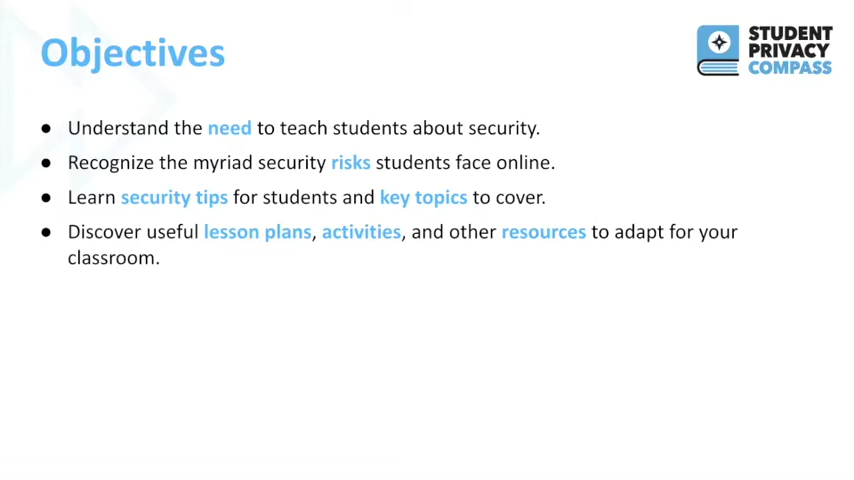 Objectives
STUDENT
PRIVACY
COMPASS
● Understand the need to teach students about security.
● Recognize the myriad security risks students face online.
● Learn security tips for students and key topics to cover.
● Discover useful lesson plans, activities, and other resources to adapt for your
classroom.